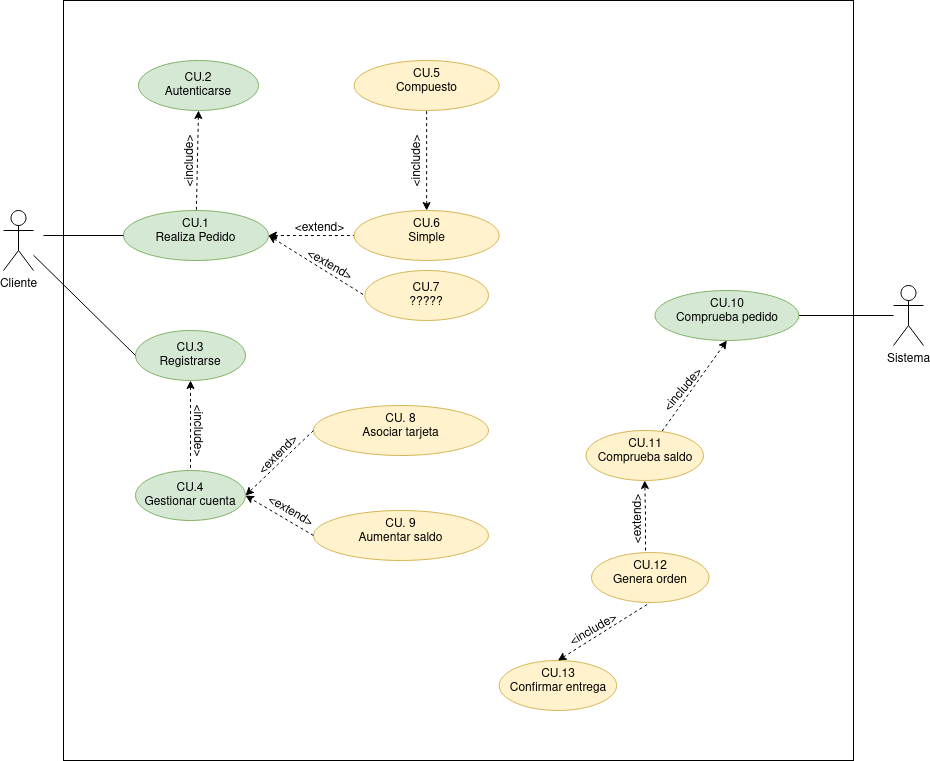 CU.2
Autenticarse
CU.5
Compuesto
<include>
<include>
CU.1
Realiza Pedido
<extend>
CU.6
Simple
<extend>
CU.7
?????
Cliente
CU.10
Comprueba pedido
Sistema
CU.3
Registrarse
<include>
<include>
CU. 8
Asociar tarjeta
<extend>
CU.11
Comprueba saldo
CU.4
Gestionar cuenta
<extend>
CU. 9
Aumentar saldo
<extend>
CU.12
Genera orden
<include>
CU.13
Confirmar entrega